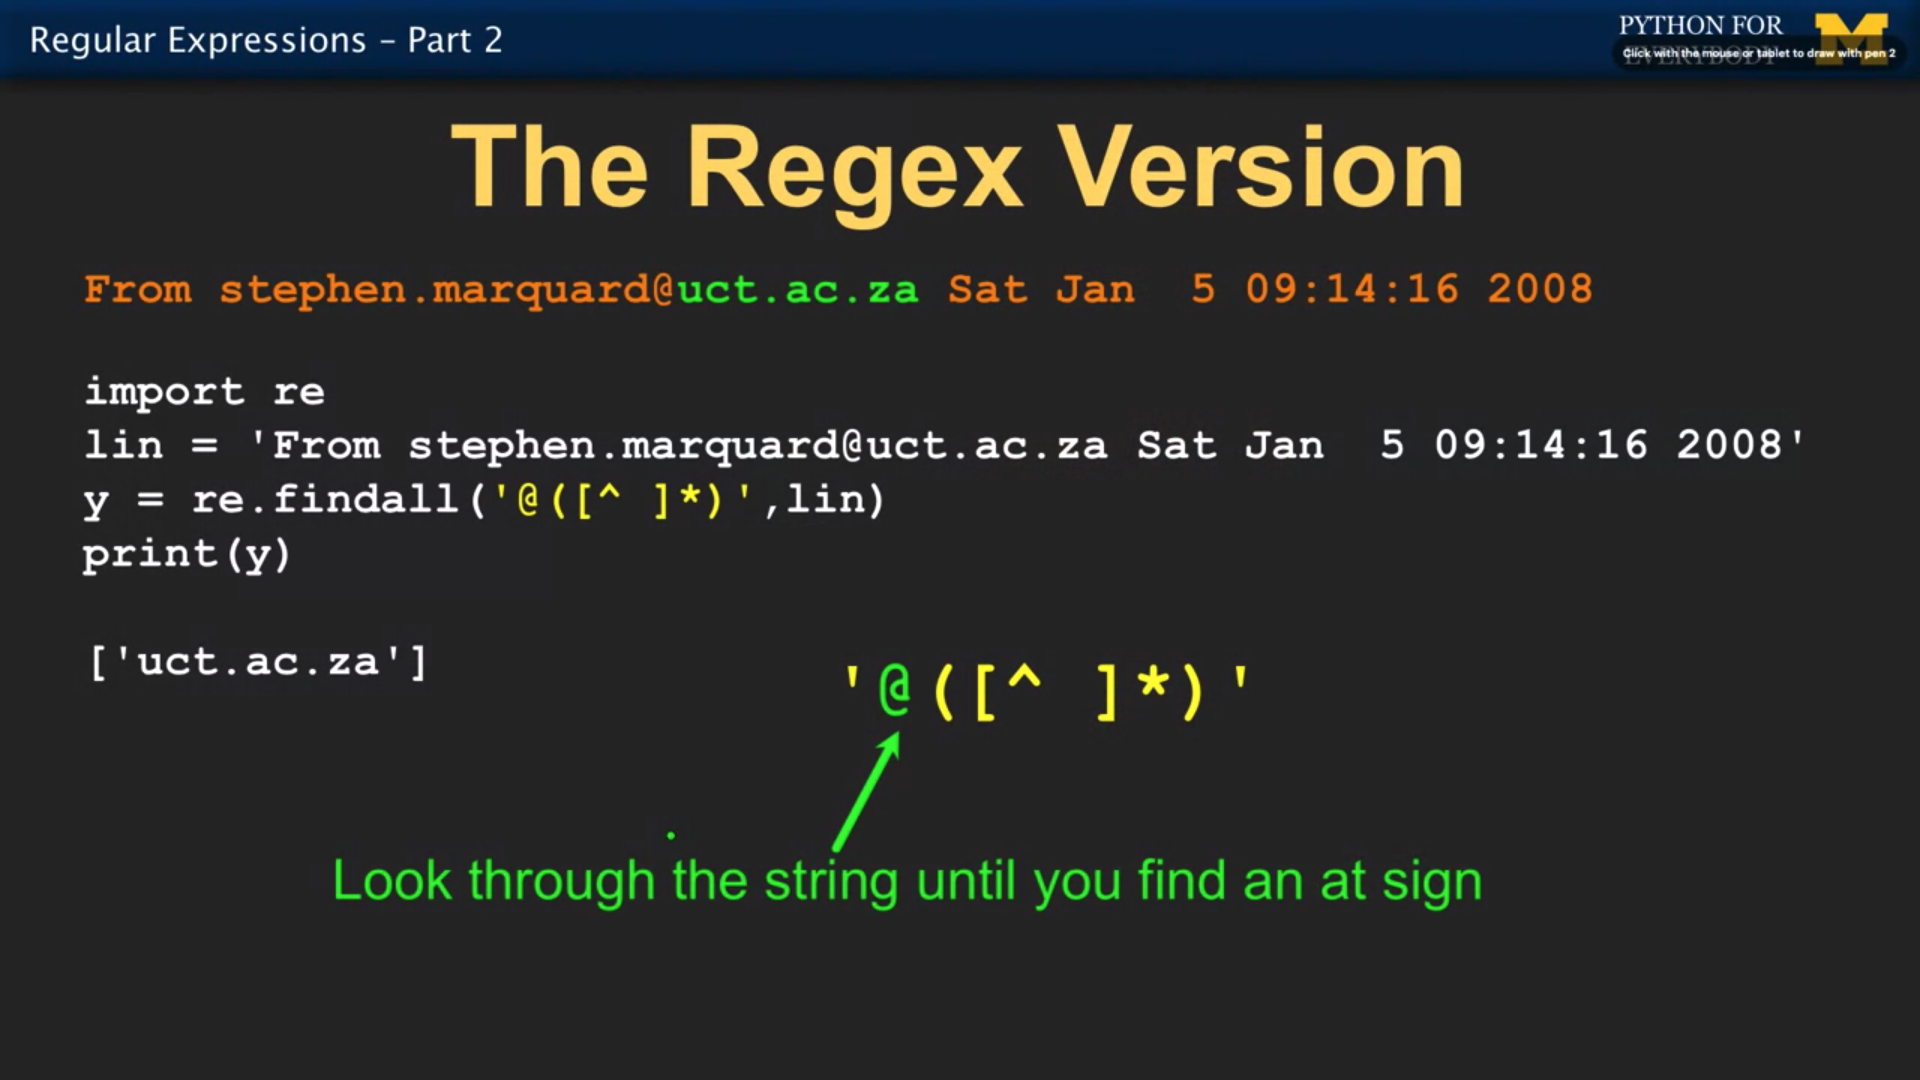 Regular Expressions – Part 2
PYTHON FOR
EVERYBODY
Click with the mouse or tablet to draw with pen 2
The Regex Version
From stephen.marquard@uct.ac.za Sat Jan  5 09:14:16 2008
import re
lin = 'From stephen.marquard@uct.ac.za Sat Jan  5 09:14:16 2008'
y = re.findall('@([^ ]*)',lin)
print(y)
['uct.ac.za']
'@([^ ]*)'
Look through the string until you find an at sign